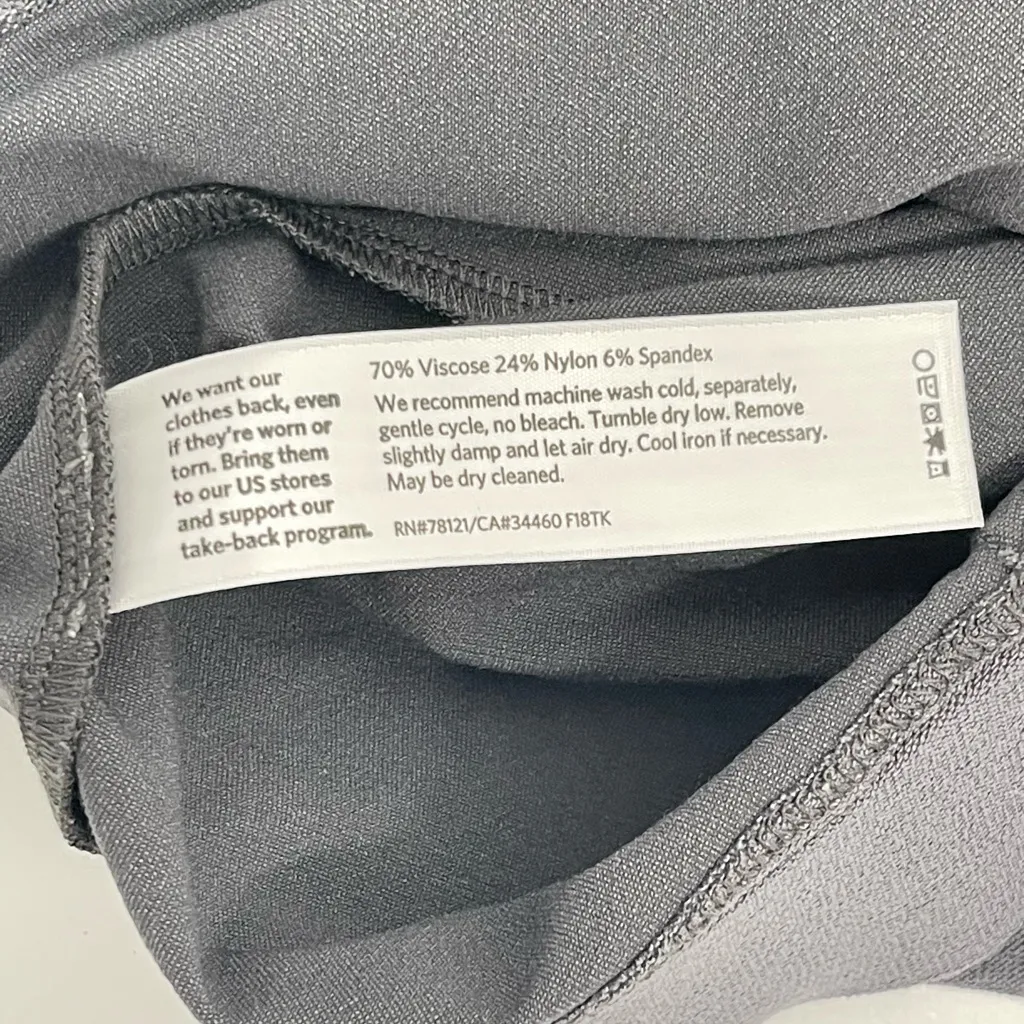 We want our
clothes back, even
if they're worn or
torn. Bring them
to our US stores
and support our
take-back program.
70% Viscose 24% Nylon 6% Spandex
We recommend machine wash cold, separately,
gentle cycle, no bleach. Tumble dry low. Remove
slightly damp and let air dry. Cool iron if necessary.
May be dry cleaned.
RN#78121/CA#34460 F18TK